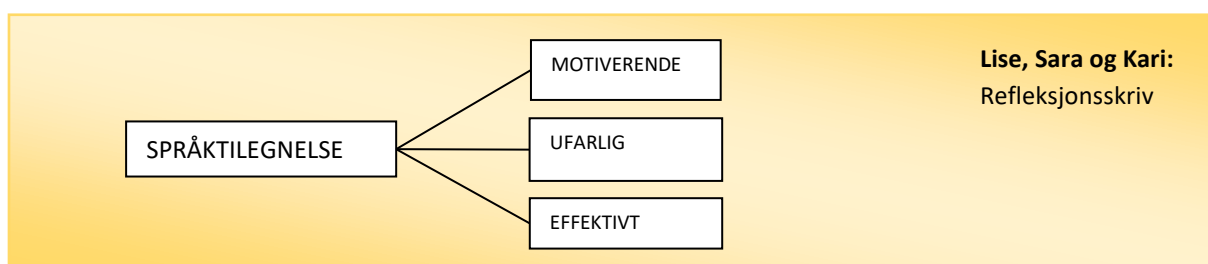 SPRÅKTILEGNELSE
MOTIVERENDE
UFARLIG
EFFEKTIVT
Lise, Sara og Kari:
Refleksjonsskriv